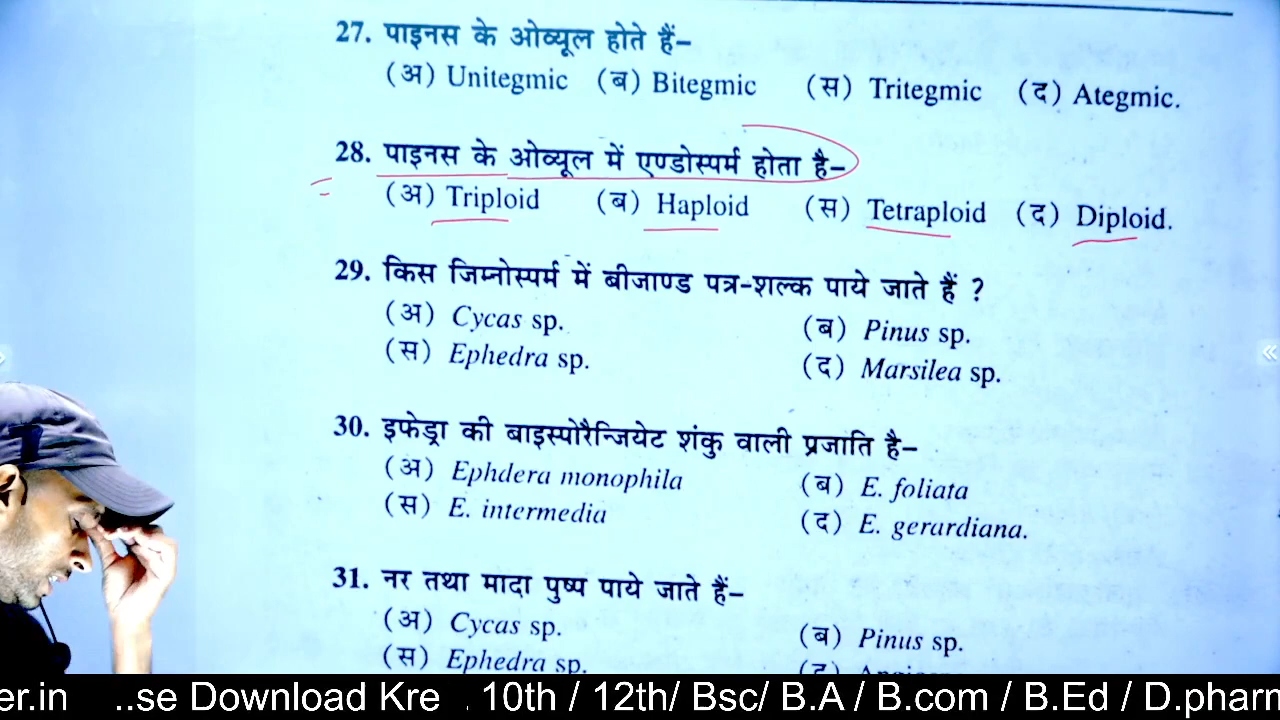 27. पाइनस के ओव्यूल होते हैं–
(अ) Unitegmic (ब) Bitegmic (स) Tritegmic (द) Ategmic.
28. पाइनस के ओव्यूल में एण्डोस्पर्म होता है–
(अ) Triploid (ब) Haploid (स) Tetraploid (द) Diploid.
29. किस जिम्नोस्पर्म में बीजाण्ड पत्र-शल्क पाये जाते हैं ?
(अ) Cycas sp. (ब) Pinus sp.
(स) Ephedra sp. (द) Marsilea sp.
30. इफेड्रा की बाइस्पोरैन्जियेट शंकु वाली प्रजाति है–
(अ) Ephdera monophila (ब) E. foliata
(स) E. intermedia (द) E. gerardiana.
31. नर तथा मादा पुष्प पाये जाते हैं–
(अ) Cycas sp. (ब) Pinus sp.
(स) Ephedra sp.
er.in ..se Download Kre . 10th / 12th/ Bsc/ B.A / B.com / B.Ed / D.pharm